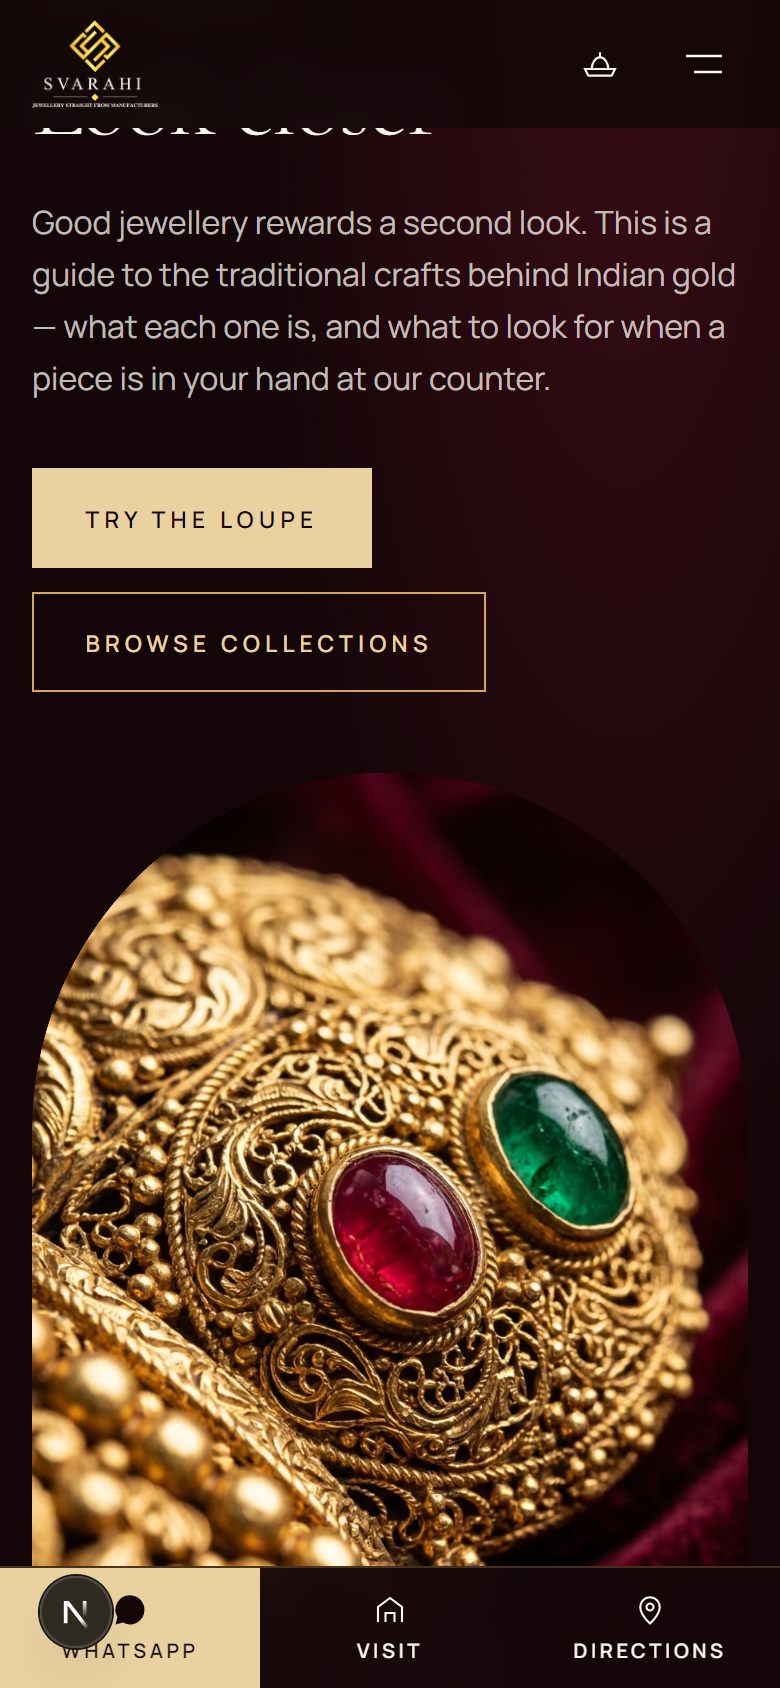 SVARAHI
JEWELLERY STRAIGHT FROM MANUFACTURERS
Look closer
Good jewellery rewards a second look. This is a
guide to the traditional crafts behind Indian gold
— what each one is, and what to look for when a
piece is in your hand at our counter.
TRY THE LOUPE
BROWSE COLLECTIONS
N
WHATSAPP
VISIT
DIRECTIONS